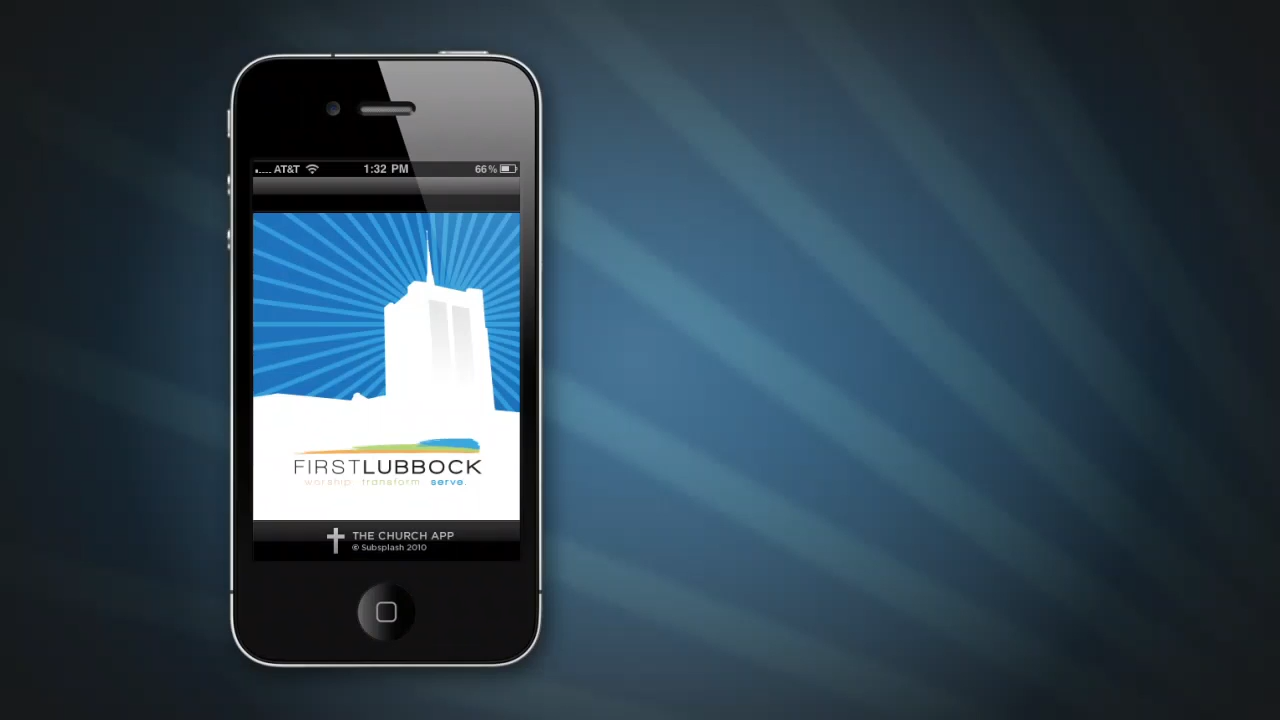 AT&T 1:32 PM 66%
FIRSTLUBBOCK
worship. transform. serve.
THE CHURCH APP
© Subsplash 2010